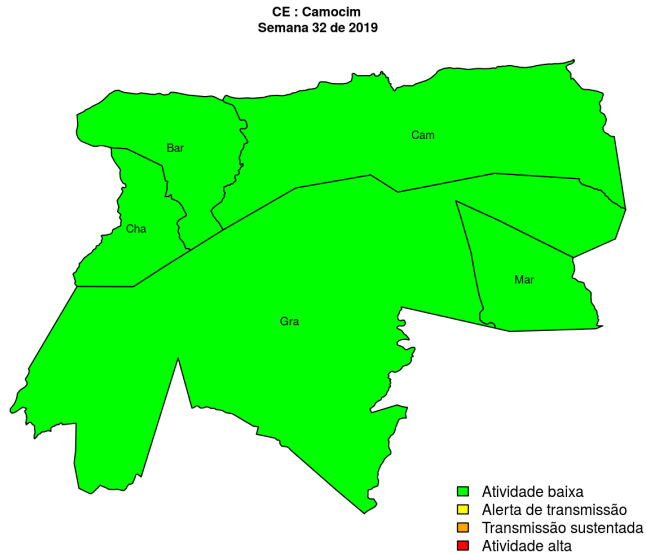 CE : Camocim
Semana 32 de 2019
Bar
Cam
Cha
Mar
Gra
Atividade baixa
Alerta de transmissão
Transmissão sustentada
Atividade alta